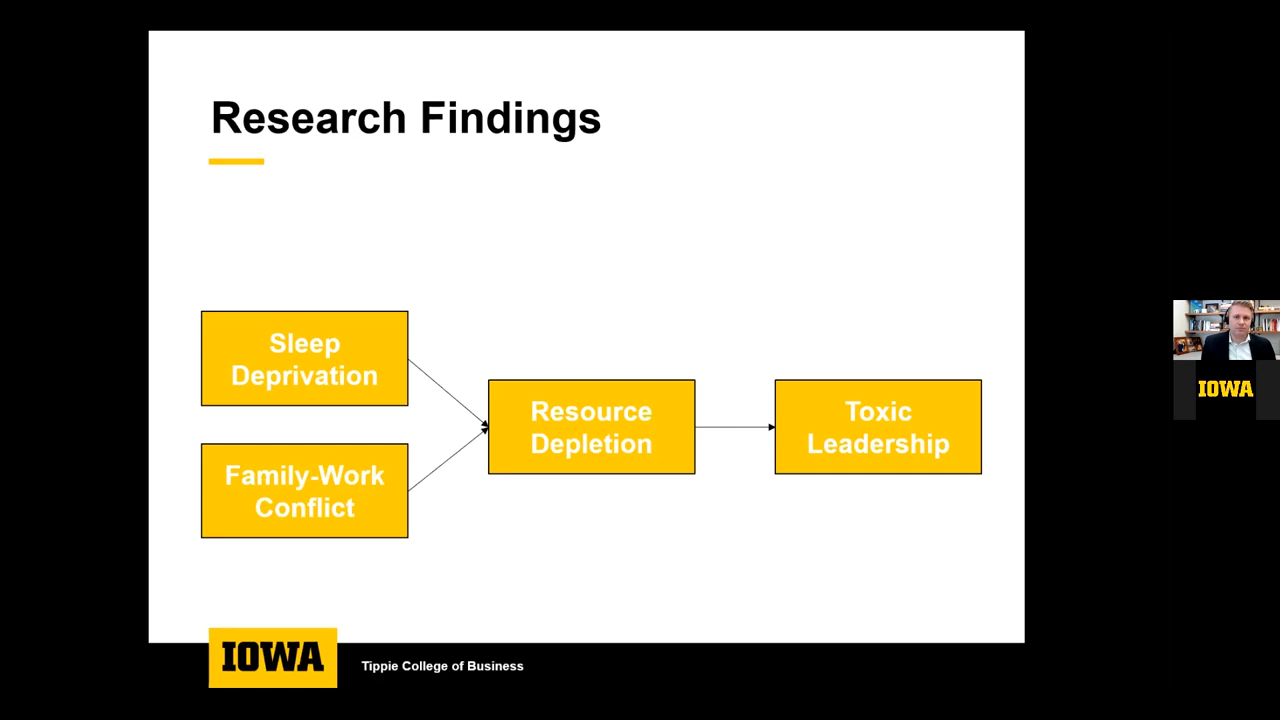 Research Findings
Sleep
Deprivation
Family-Work
Conflict
Resource
Depletion
Toxic
Leadership
IOWA
Tippie College of Business
IOWA